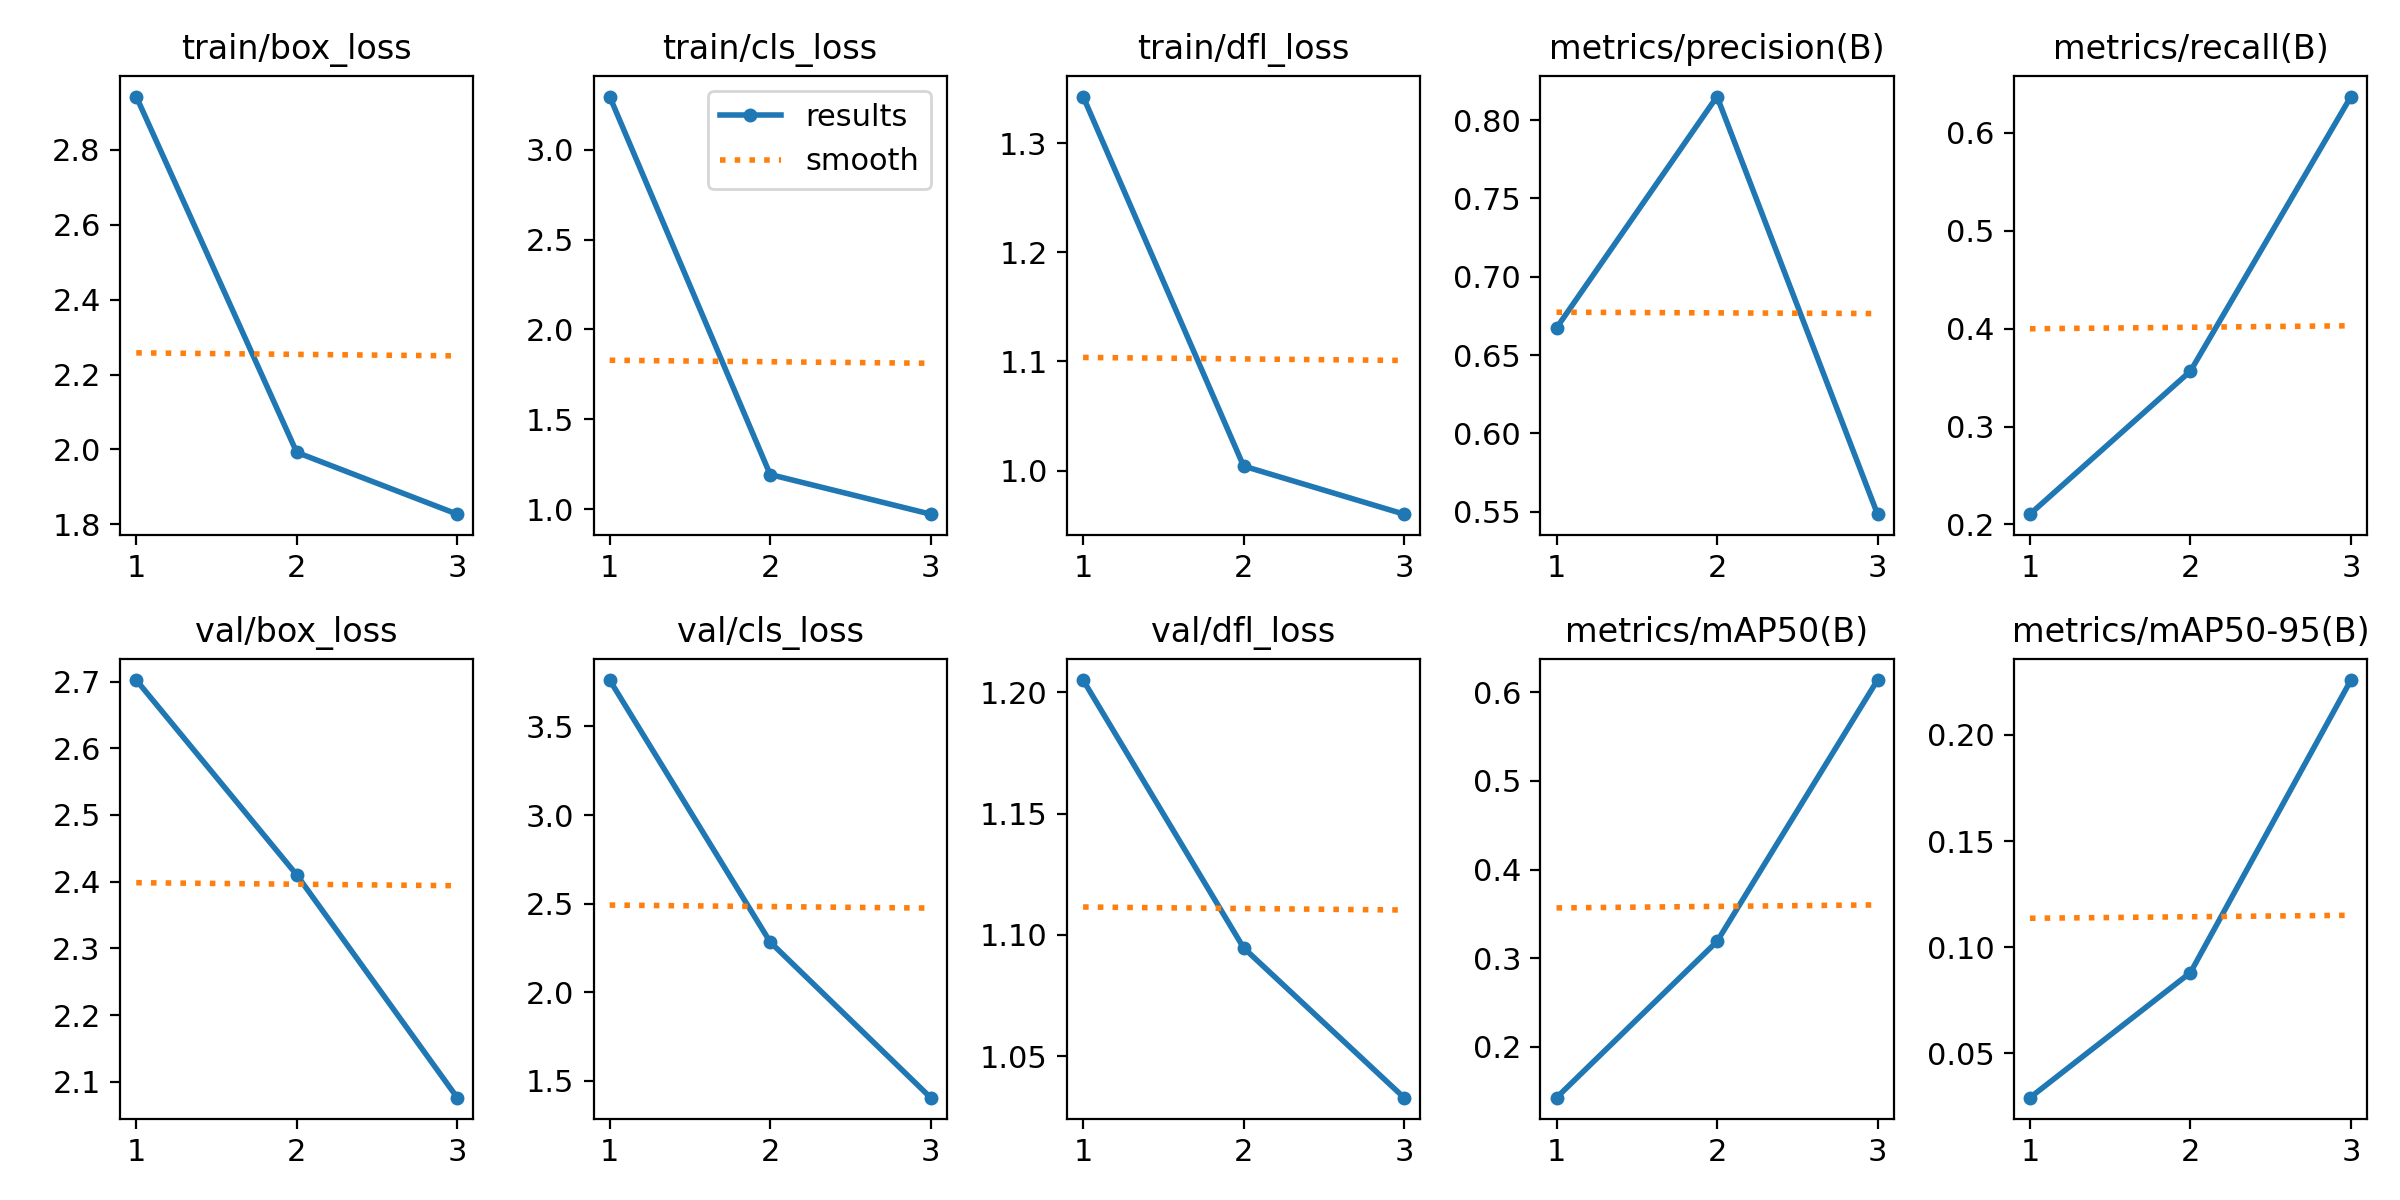 train/box_loss
2.8
2.6
2.4
2.2
2.0
1.8
1 2 3
train/cls_loss
results
smooth
3.0
2.5
2.0
1.5
1.0
1 2 3
train/dfl_loss
1.3
1.2
1.1
1.0
1 2 3
metrics/precision(B)
0.80
0.75
0.70
0.65
0.60
0.55
1 2 3
metrics/recall(B)
0.6
0.5
0.4
0.3
0.2
1 2 3
val/box_loss
2.7
2.6
2.5
2.4
2.3
2.2
2.1
1 2 3
val/cls_loss
3.5
3.0
2.5
2.0
1.5
1 2 3
val/dfl_loss
1.20
1.15
1.10
1.05
1 2 3
metrics/mAP50(B)
0.6
0.5
0.4
0.3
0.2
1 2 3
metrics/mAP50-95(B)
0.20
0.15
0.10
0.05
1 2 3